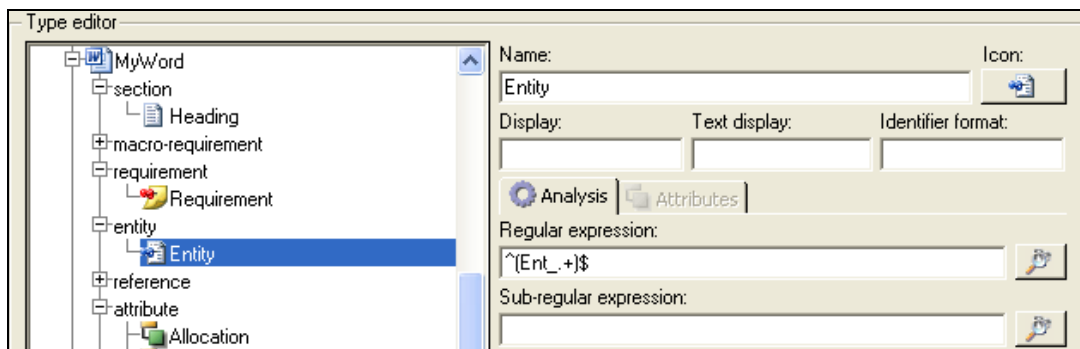 Type editor
MyWord
section
Heading
macro-requirement
requirement
Requirement
entity
Entity
reference
attribute
Allocation
Name:
Icon:
Entity
Display:
Text display:
Identifier format:
Analysis
Attributes
Regular expression:
^(Ent_.+)$
Sub-regular expression: